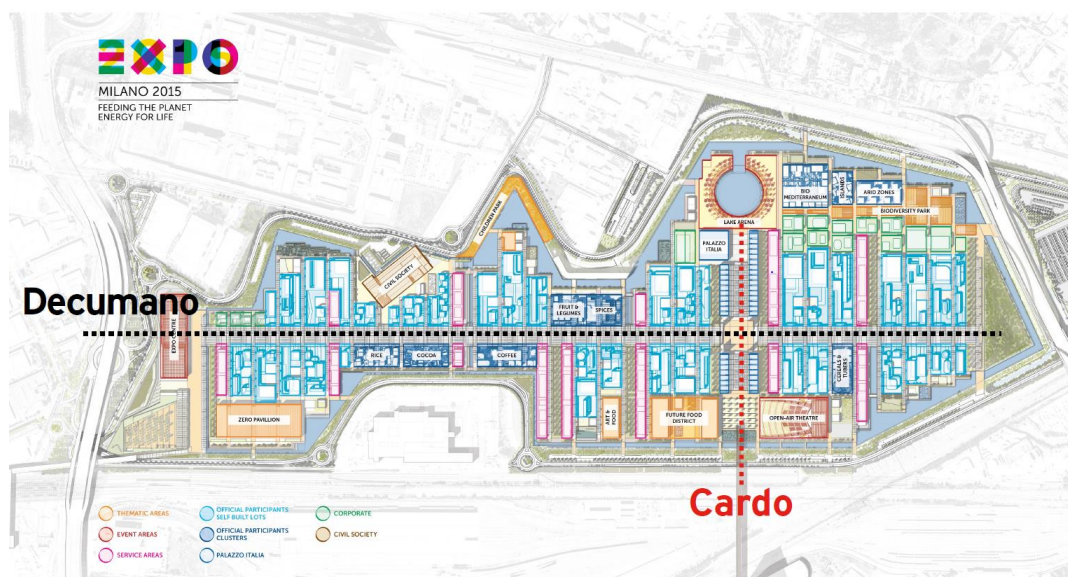 EXPO
MILANO 2015
FEEDING THE PLANET
ENERGY FOR LIFE
CHILDREN PARK
LAKE ARENA
BIO
MEDITERRANEUM
ISLANDS
ARID ZONES
BIODIVERSITY PARK
PALAZZO
ITALIA
CIVIL SOCIETY
FRUIT &
LEGUMES
SPICES
Decumano
EXPO CENTRE
RICE
COCOA
COFFEE
CEREALS &
TUBERS
ZERO PAVILLION
ART &
FOOD
FUTURE FOOD
DISTRICT
OPEN-AIR THEATRE
Cardo
THEMATIC AREAS
EVENT AREAS
SERVICE AREAS
OFFICIAL PARTICIPANTS
SELF BUILT LOTS
OFFICIAL PARTICIPANTS
CLUSTERS
PALAZZO ITALIA
CORPORATE
CIVIL SOCIETY